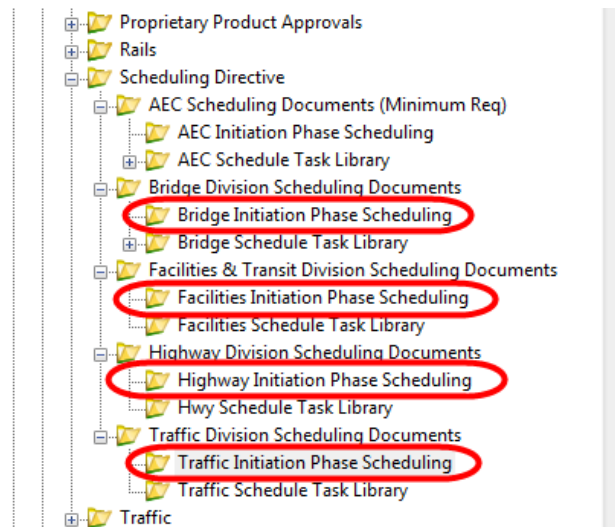 Proprietary Product Approvals
Rails
Scheduling Directive
AEC Scheduling Documents (Minimum Req)
AEC Initiation Phase Scheduling
AEC Schedule Task Library
Bridge Division Scheduling Documents
Bridge Initiation Phase Scheduling
Bridge Schedule Task Library
Facilities & Transit Division Scheduling Documents
Facilities Initiation Phase Scheduling
Facilities Schedule Task Library
Highway Division Scheduling Documents
Highway Initiation Phase Scheduling
Hwy Schedule Task Library
Traffic Division Scheduling Documents
Traffic Initiation Phase Scheduling
Traffic Schedule Task Library
Traffic